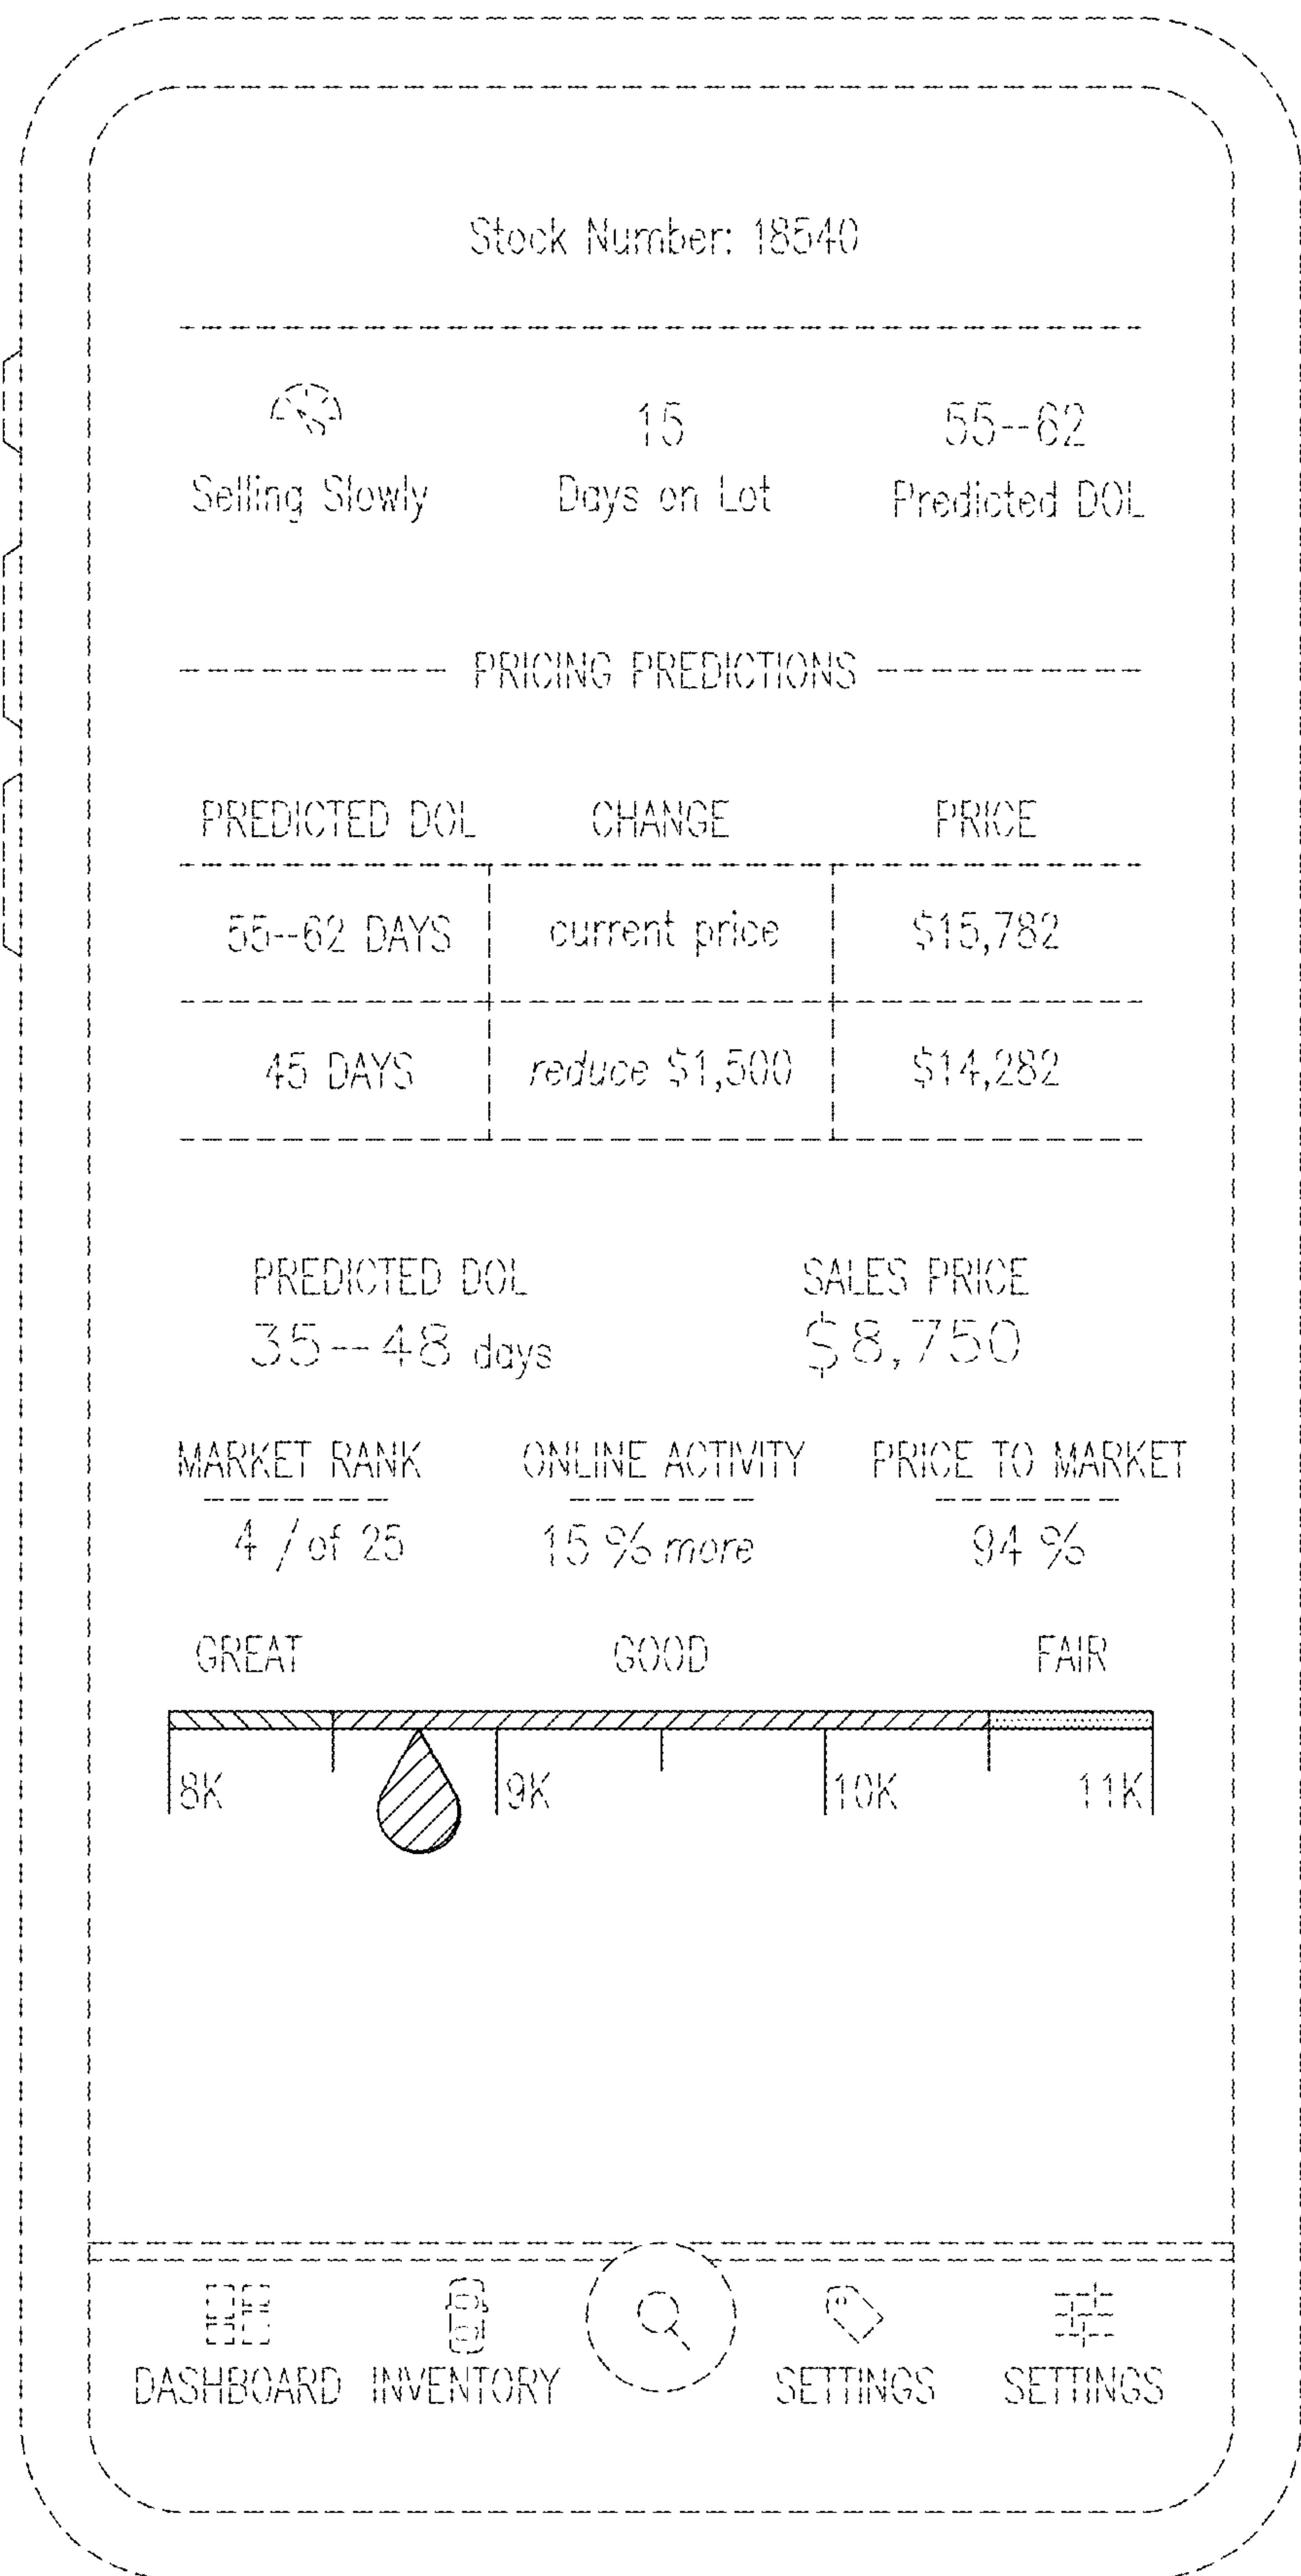 Stock Number: 18540
15 55--62
Selling Slowly Days on Lot Predicted DOL
PRICING PREDICTIONS
PREDICTED DOL CHANGE PRICE
55--62 DAYS current price $15,782
45 DAYS reduce $1,500 $14,282
PREDICTED DOL SALES PRICE
35--48 days $8,750
MARKET RANK ONLINE ACTIVITY PRICE TO MARKET
4 / of 25 15 % more 94 %
GREAT GOOD FAIR
8K 9K 10K 11K
DASHBOARD INVENTORY SETTINGS SETTINGS